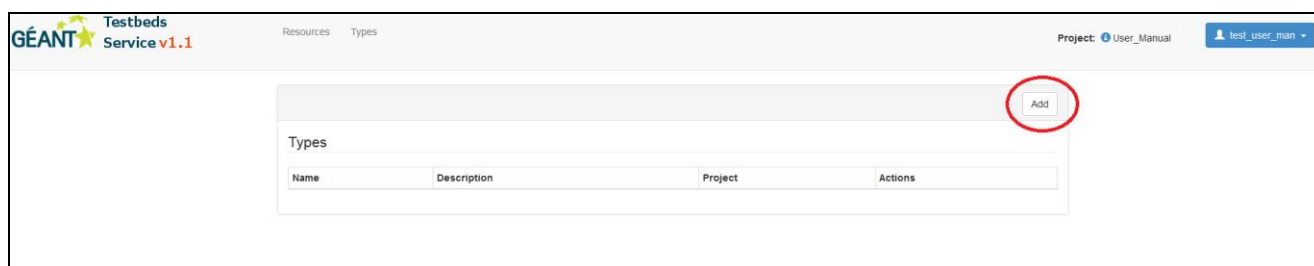 GÉANT Testbeds
Service v1.1
Resources Types
Project: User_Manual
test_user_man
Add
Types
Name Description Project Actions